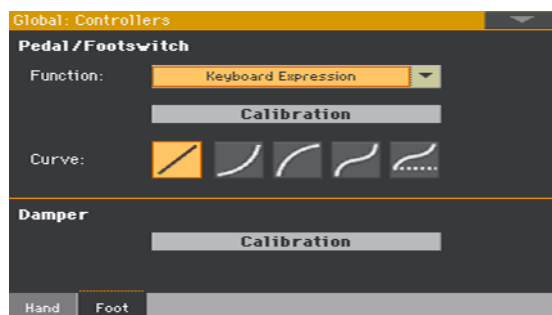 Global: Controllers
Pedal/Footswitch
Function:
Keyboard Expression
Calibration
Curve:
Damper
Calibration
Hand Foot